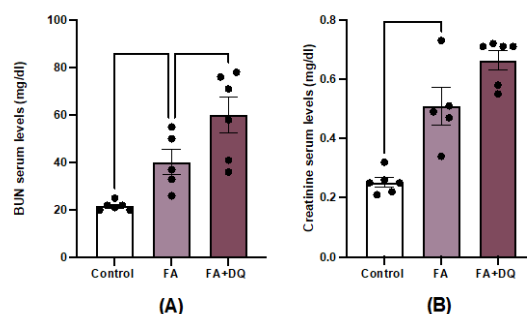 BUN serum levels (mg/dl)
100
80
60
40
20
0
Control FA FA+DQ
(A)
Creatinine serum levels (mg/dl)
0.8
0.6
0.4
0.2
0.0
Control FA FA+DQ
(B)